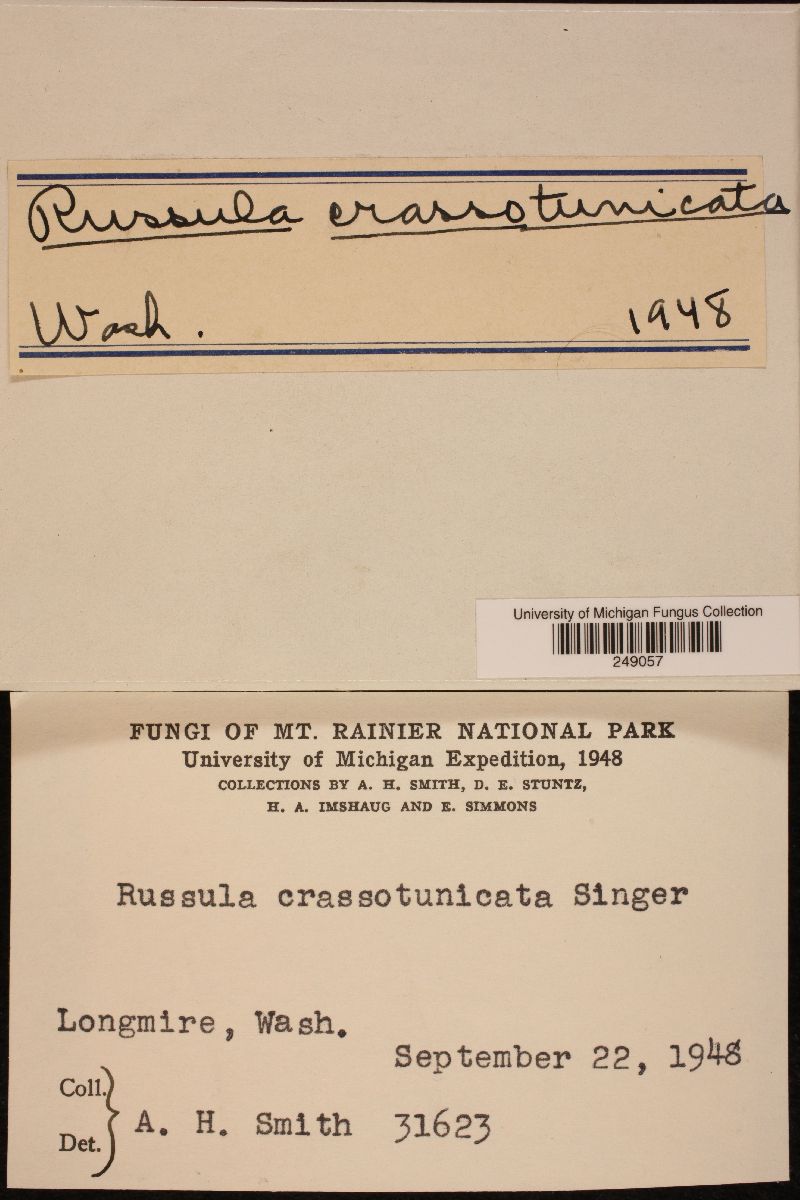 Russula crassotunicata
Wash. 1948
University of Michigan Fungus Collection
249057
FUNGI OF MT. RAINIER NATIONAL PARK
University of Michigan Expedition, 1948
COLLECTIONS BY A. H. SMITH, D. E. STUNTZ,
H. A. IMSHAUG AND E. SIMMONS
Russula crassotunicata Singer
Longmire, Wash.
September 22, 1948
Coll.
A. H. Smith 31623
Det.